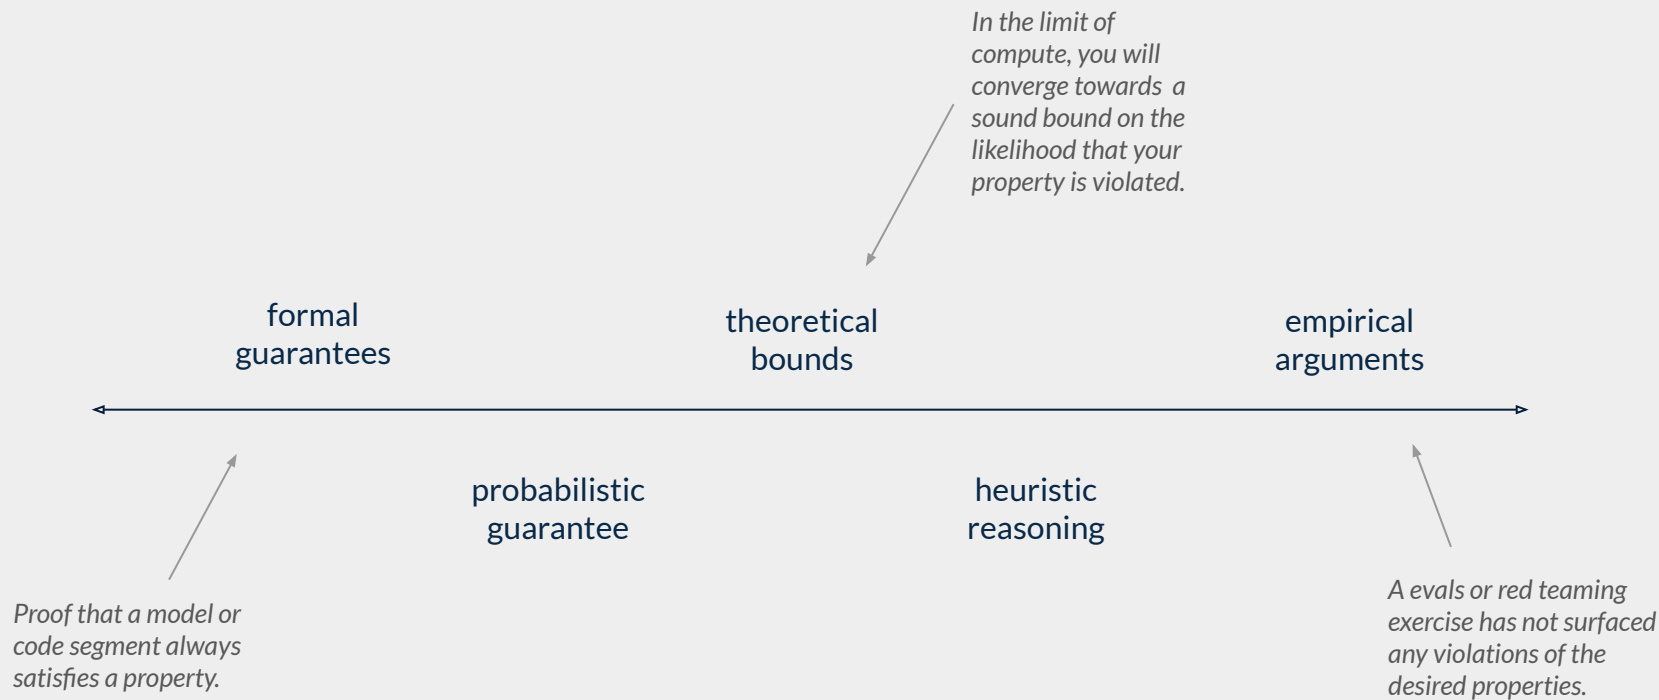 In the limit of
compute, you will
converge towards a
sound bound on the
likelihood that your
property is violated.
formal
guarantees
theoretical
bounds
empirical
arguments
probabilistic
guarantee
heuristic
reasoning
Proof that a model or
code segment always
satisfies a property.
A evals or red teaming
exercise has not surfaced
any violations of the
desired properties.